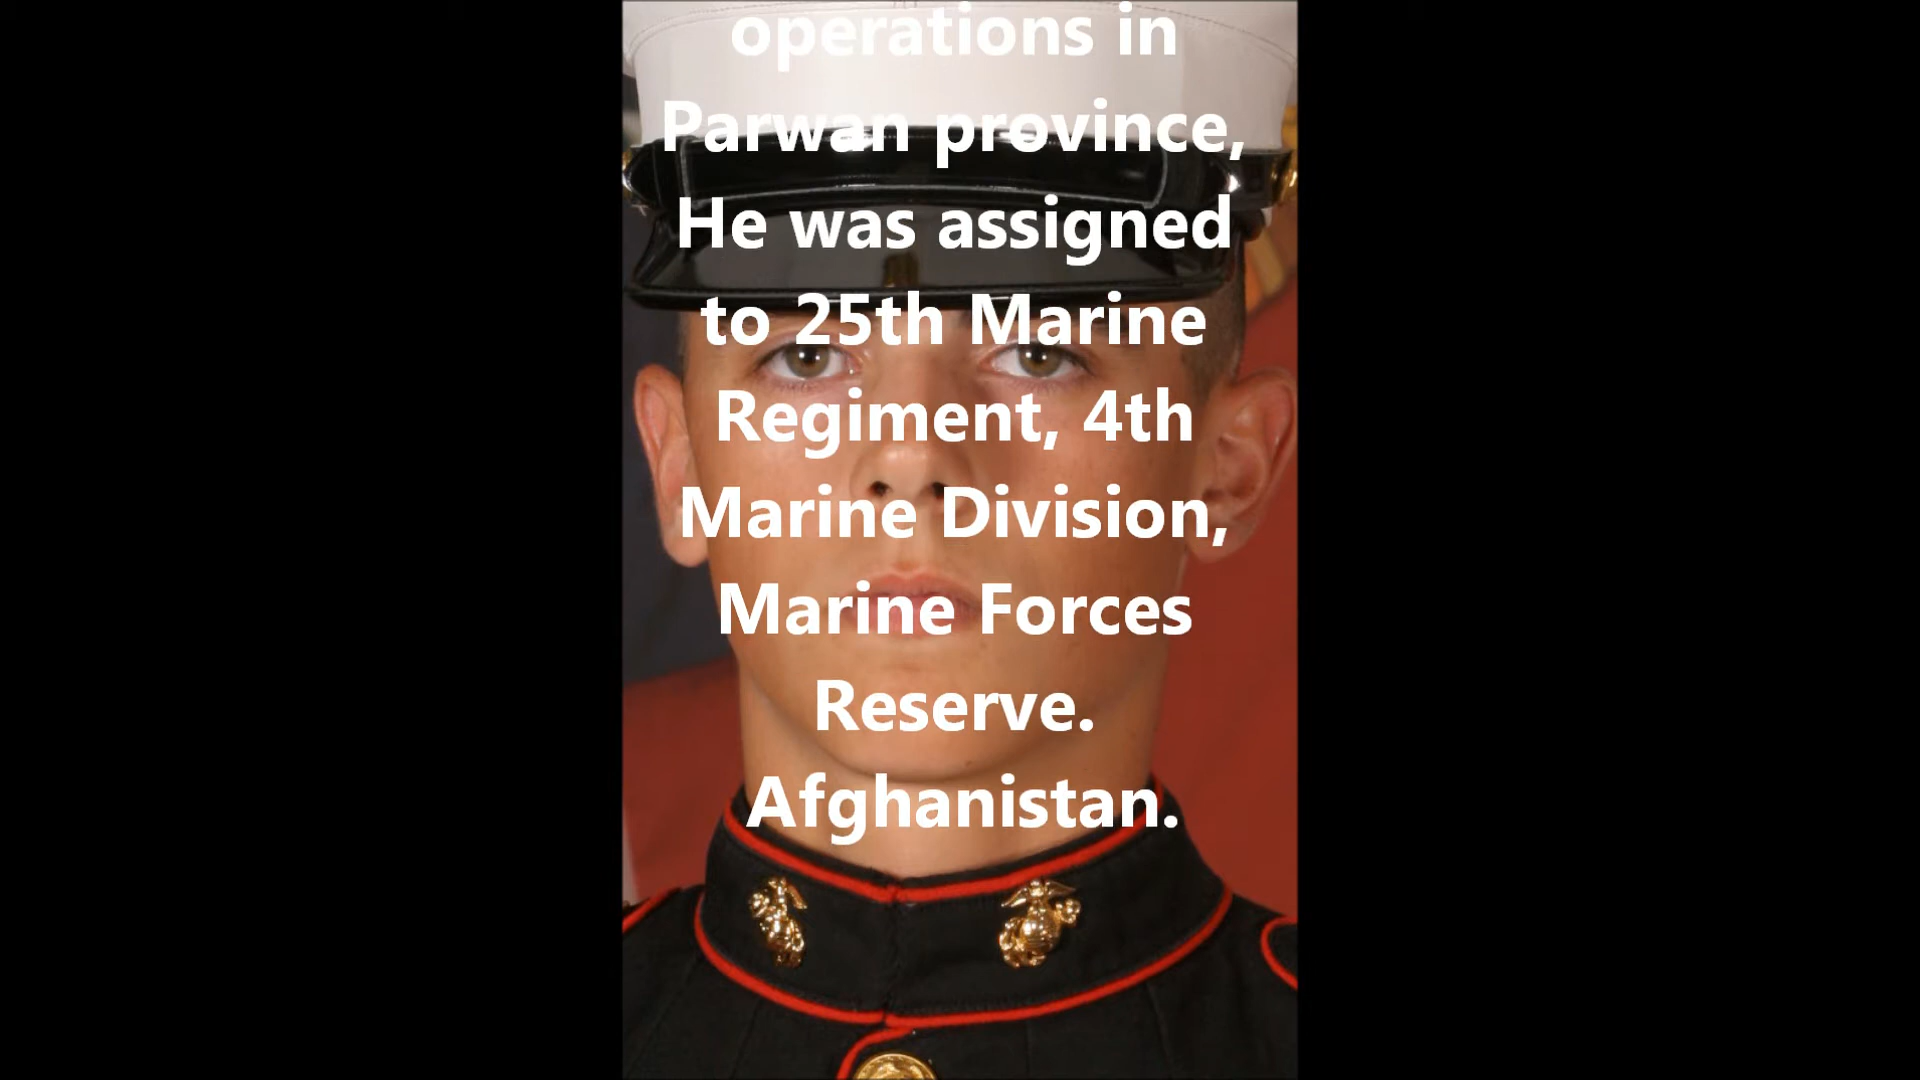 operations in
Parwan province,
He was assigned
to 25th Marine
Regiment, 4th
Marine Division,
Marine Forces
Reserve.
Afghanistan.